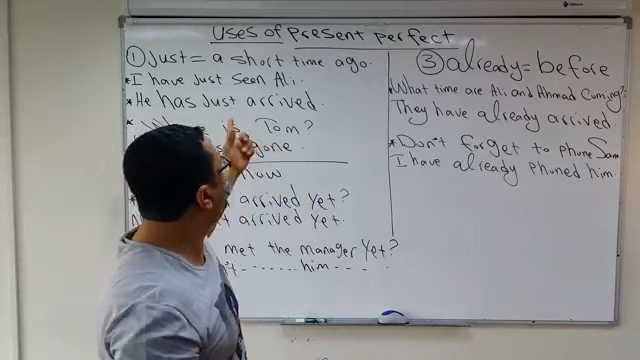 Uses of present perfect
① Just = a short time ago.
* I have just seen Ali.
* He has just arrived.
* Tom?
gone.
Now
* arrived yet?
arrived yet.
met the manager yet?
-------- him ----
③ already = before
What time are Ali and Ahmad Cuming?
They have already arrived.
* Don't forget to phone Sam
I have already phoned him.